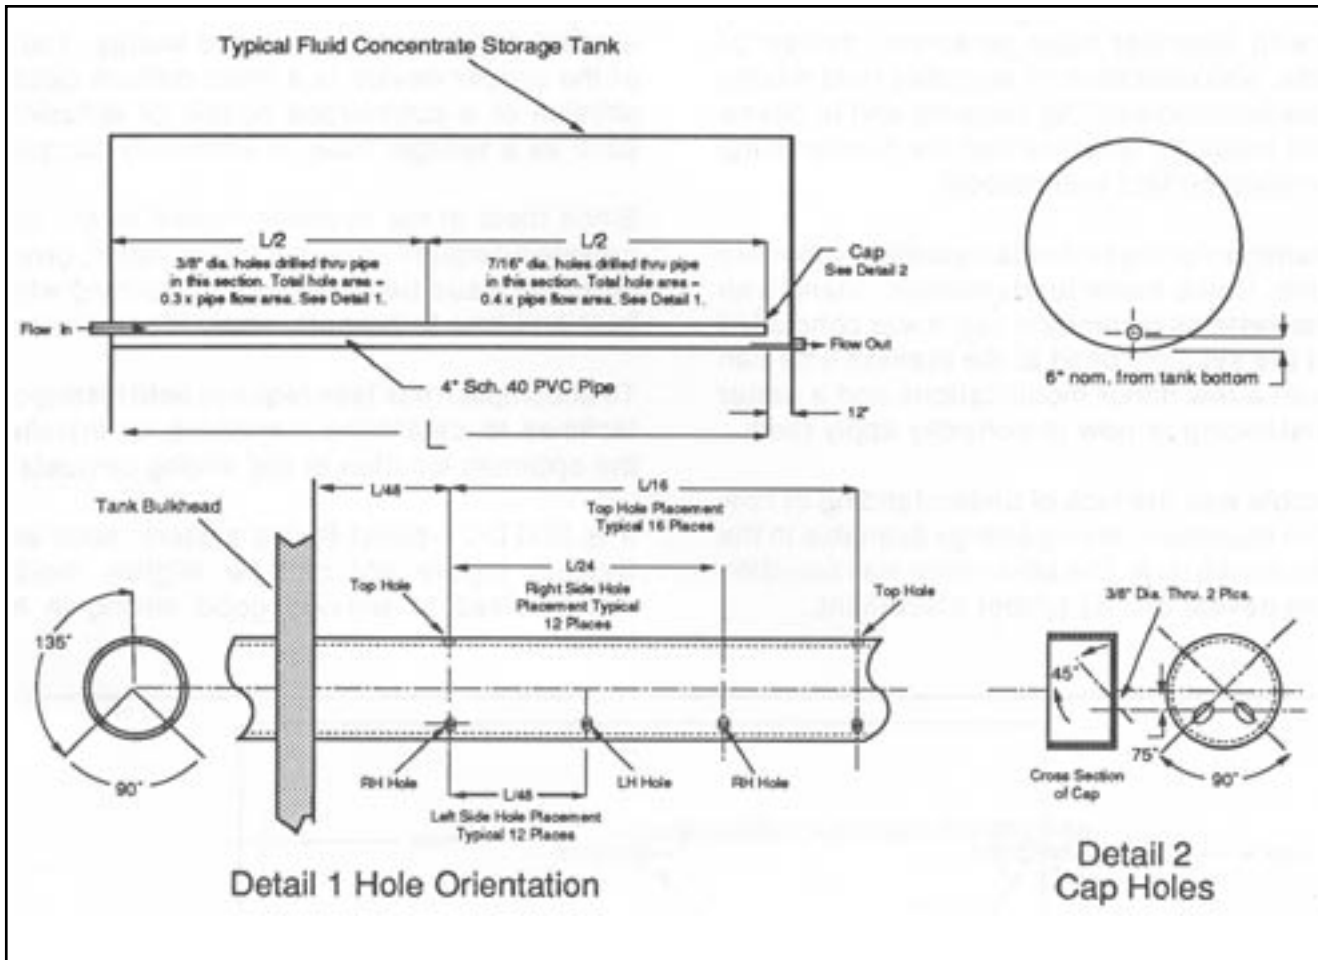 Typical Fluid Concentrate Storage Tank
L/2
L/2
3/8" dia. holes drilled thru pipe
in this section. Total hole area –
0.3 x pipe flow area. See Detail 1.
7/16" dia. holes drilled thru pipe
in this section. Total hole area –
0.4 x pipe flow area. See Detail 1.
Cap
See Detail 2
Flow In
Flow Out
4" Sch. 40 PVC Pipe
12"
L
6" nom, from tank bottom
Tank Bulkhead
L/48
L/16
Top Hole Placement
Typical 16 Places
L/24
Right Side Hole
Placement Typical
12 Places
Top Hole
Top Hole
135°
90°
RH Hole
LH Hole
RH Hole
L/48
Left Side Hole Placement
Typical 12 Places
Detail 1 Hole Orientation
3/8" Dia. Thru. 2 Plcs.
45°
75"
90°
Cross Section
of Cap
Detail 2
Cap Holes